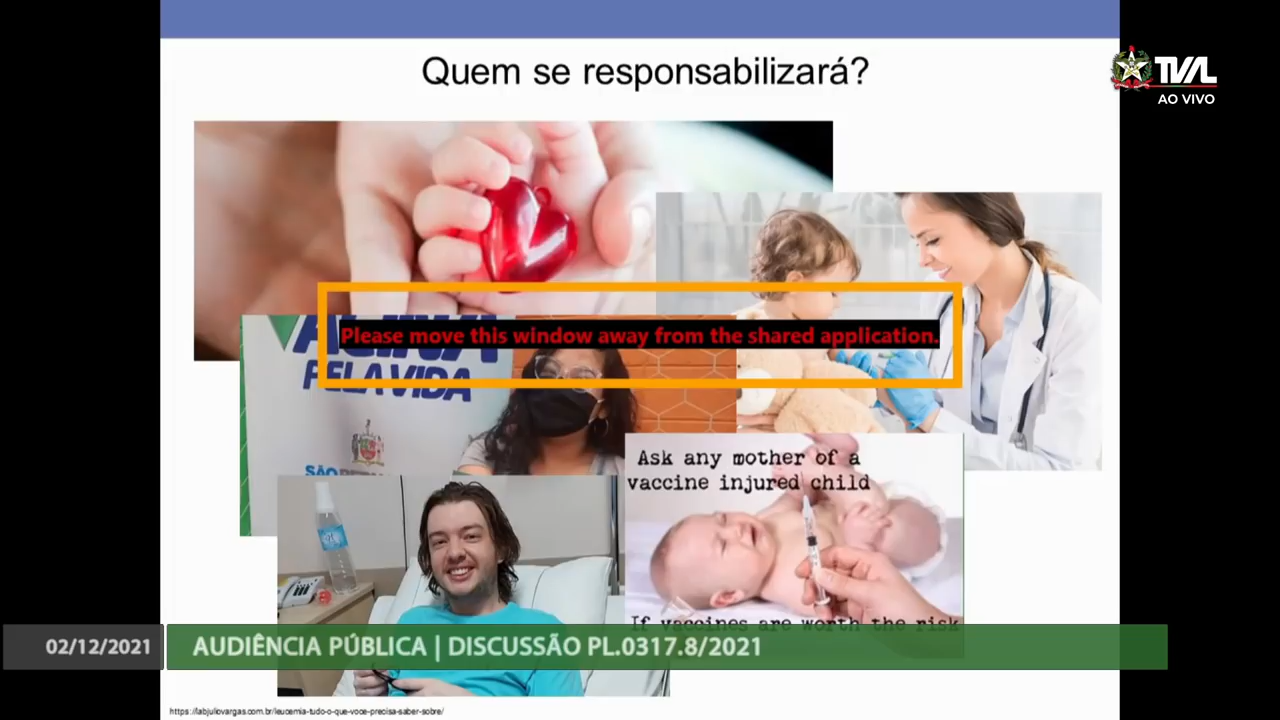 Quem se responsabilizará?
TVAL
AO VIVO
Please move this window away from the shared application.
PELA VIDA
SÃO
Ask any mother of a
vaccine injured child
If vaccines are worth the risk
02/12/2021
AUDIÊNCIA PÚBLICA | DISCUSSÃO PL.0317.8/2021
https://labjuliovargas.com.br/leucemia-tudo-o-que-voce-precisa-saber-sobre/